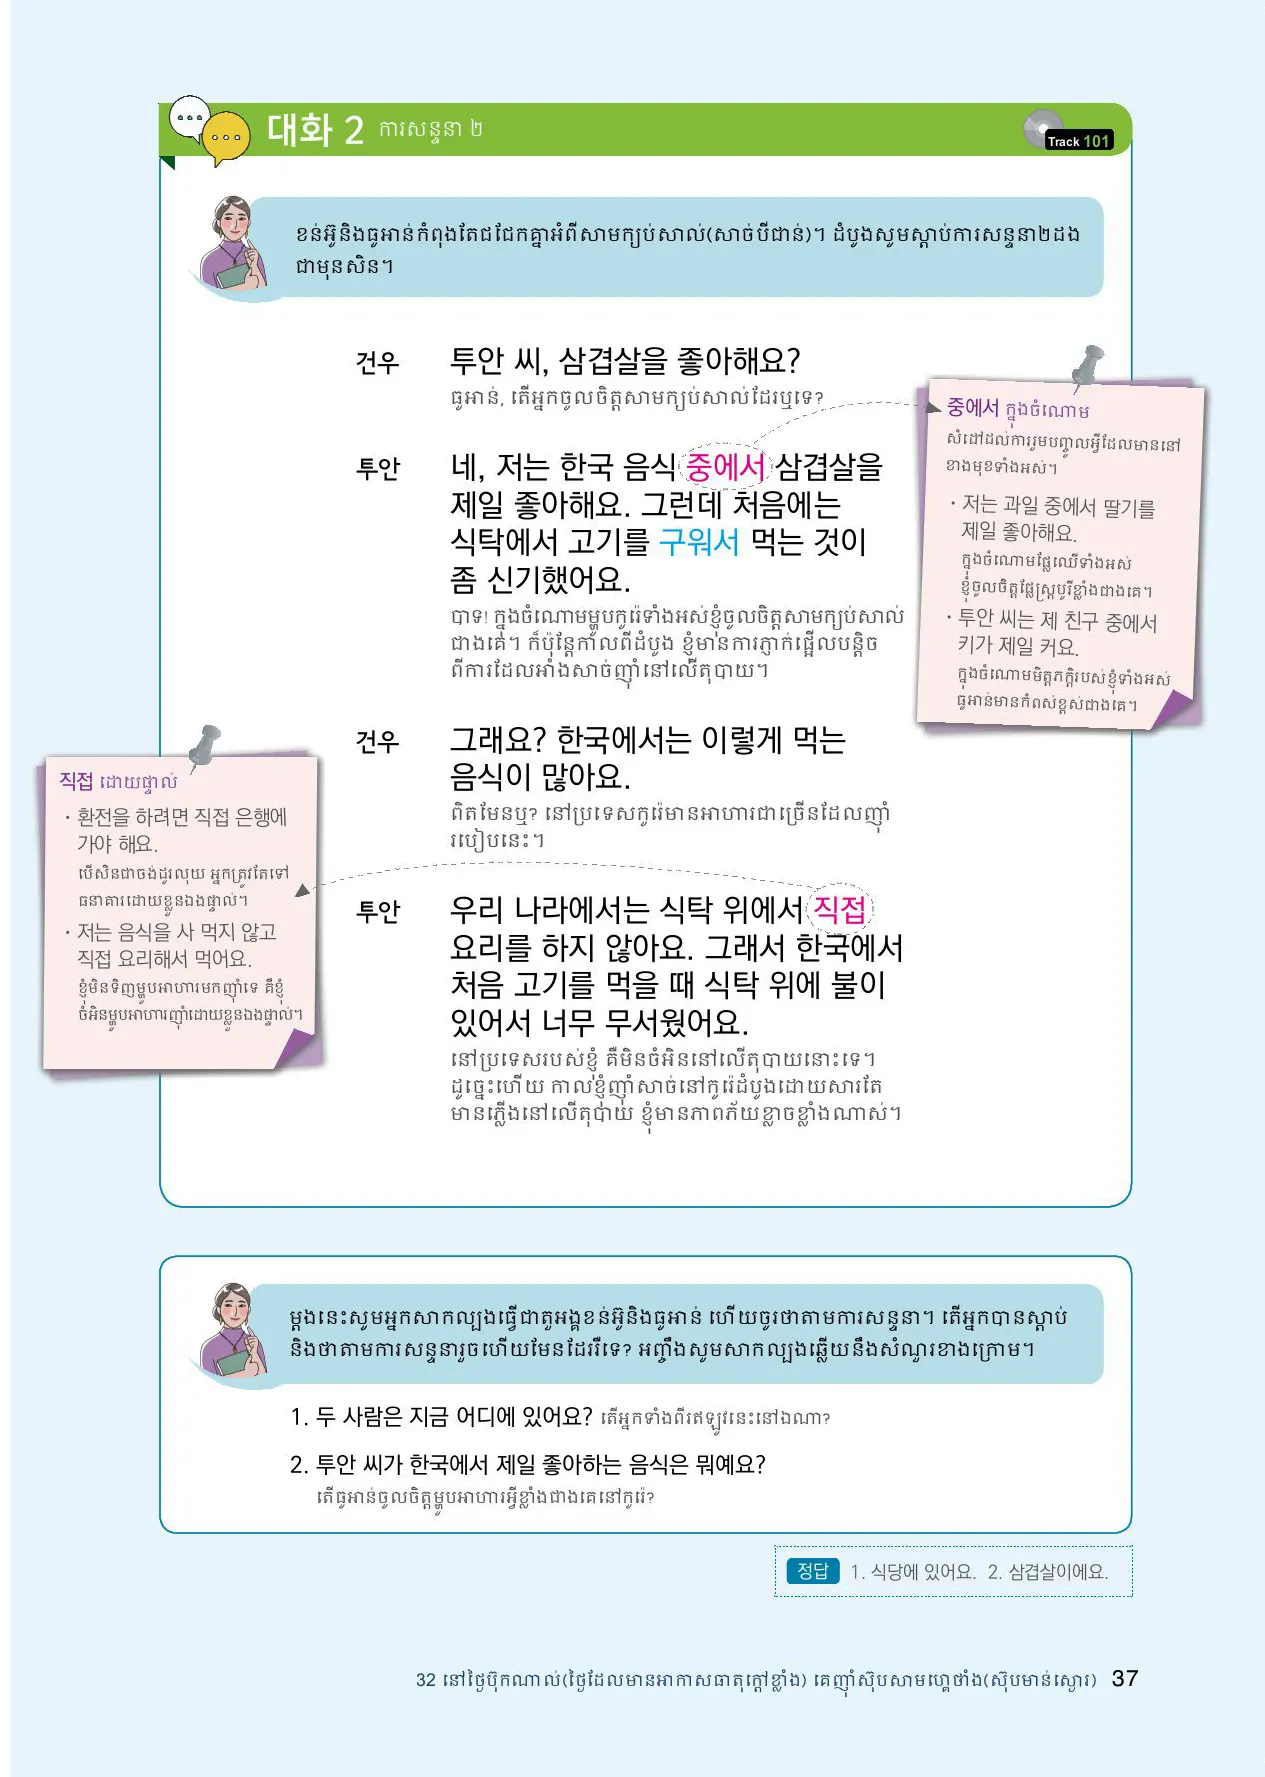 대화 2 ការសន្ទនា ២
Track 101
ខន់អ៊ូនិងធូអាន់កំពុងតែជជែកគ្នាអំពីសាមក្យប់សាល់(សាច់បីជាន់)។ ដំបូងសូមស្តាប់ការសន្ទនា២ដង
ជាមុនសិន។
건우 투안 씨, 삼겹살을 좋아해요?
ធូអាន់, តើអ្នកចូលចិត្តសាមក្យប់សាល់ដែរឬទេ?
투안 네, 저는 한국 음식 중에서 삼겹살을
제일 좋아해요. 그런데 처음에는
식탁에서 고기를 구워서 먹는 것이
좀 신기했어요.
បាទ! ក្នុងចំណោមម្ហូបកូរ៉េទាំងអស់ខ្ញុំចូលចិត្តសាមក្យប់សាល់
ជាងគេ។ ក៏ប៉ុន្តែកាលពីដំបូង ខ្ញុំមានការភ្ញាក់ផ្អើលបន្តិច
ពីការដែលអាំងសាច់ញ៉ាំនៅលើតុបាយ។
중에서 ក្នុងចំណោម
សំដៅដល់ការរួមបញ្ចូលអ្វីដែលមាននៅ
ខាងមុខទាំងអស់។
· 저는 과일 중에서 딸기를
제일 좋아해요.
ក្នុងចំណោមផ្លែឈើទាំងអស់
ខ្ញុំចូលចិត្តផ្លែស្ត្របូរីខ្លាំងជាងគេ។
· 투안 씨는 제 친구 중에서
키가 제일 커요.
ក្នុងចំណោមមិត្តភក្តិរបស់ខ្ញុំទាំងអស់
ធូអាន់មានកំពស់ខ្ពស់ជាងគេ។
건우 그래요? 한국에서는 이렇게 먹는
음식이 많아요.
ពិតមែនឬ? នៅប្រទេសកូរ៉េមានអាហារជាច្រើនដែលញ៉ាំ
របៀបនេះ។
직접 ដោយផ្ទាល់
· 환전을 하려면 직접 은행에
가야 해요.
បើសិនជាចង់ដូរលុយ អ្នកត្រូវតែទៅ
ធនាគារដោយខ្លួនឯងផ្ទាល់។
· 저는 음식을 사 먹지 않고
직접 요리해서 먹어요.
ខ្ញុំមិនទិញម្ហូបអាហារមកញ៉ាំទេ គឺខ្ញុំ
ចំអិនម្ហូបអាហារញ៉ាំដោយខ្លួនឯងផ្ទាល់។
투안 우리 나라에서는 식탁 위에서 직접
요리를 하지 않아요. 그래서 한국에서
처음 고기를 먹을 때 식탁 위에 불이
있어서 너무 무서웠어요.
នៅប្រទេសរបស់ខ្ញុំ គឺមិនចំអិននៅលើតុបាយនោះទេ។
ដូច្នេះហើយ កាលខ្ញុំញ៉ាំសាច់នៅកូរ៉េដំបូងដោយសារតែ
មានភ្លើងនៅលើតុបាយ ខ្ញុំមានភាពភ័យខ្លាចខ្លាំងណាស់។
ម្តងនេះសូមអ្នកសាកល្បងធ្វើជាតួអង្គខន់អ៊ូនិងធូអាន់ ហើយចូរថាតាមការសន្ទនា។ តើអ្នកបានស្តាប់
និងថាតាមការសន្ទនារួចហើយមែនដែររឺទេ? អញ្ចឹងសូមសាកល្បងឆ្លើយនឹងសំណួរខាងក្រោម។
1. 두 사람은 지금 어디에 있어요? តើអ្នកទាំងពីរឥឡូវនេះនៅឯណា?
2. 투안 씨가 한국에서 제일 좋아하는 음식은 뭐예요?
តើធូអាន់ចូលចិត្តម្ហូបអាហារអ្វីខ្លាំងជាងគេនៅកូរ៉េ?
정답 1. 식당에 있어요. 2. 삼겹살이에요.
32 នៅថ្ងៃប៊ុកណាល់(ថ្ងៃដែលមានអាកាសធាតុក្តៅខ្លាំង) គេញ៉ាំស៊ុបសាមហ្គេថាំង(ស៊ុបមាន់ស្ងោរ) 37